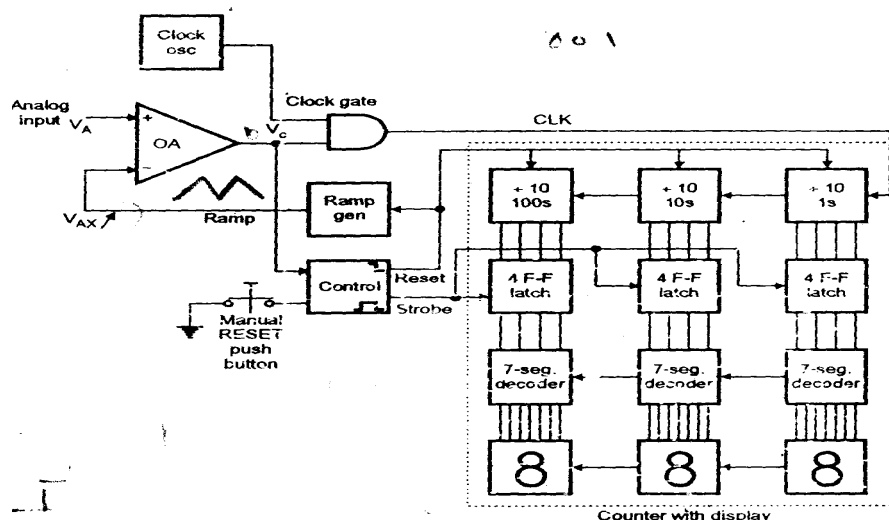 Clock
osc
Analog
input
V_A
+
OA
−
Clock gate
V_c
CLK
V_AX
Ramp
Ramp
gen
÷ 10
100s
÷ 10
10s
÷ 10
1s
Control
Reset
Strobe
4 F-F
latch
4 F-F
latch
4 F-F
latch
Manual
RESET
push
button
7-seg.
decoder
7-seg.
decoder
7-seg.
decoder
8
8
8
Counter with display